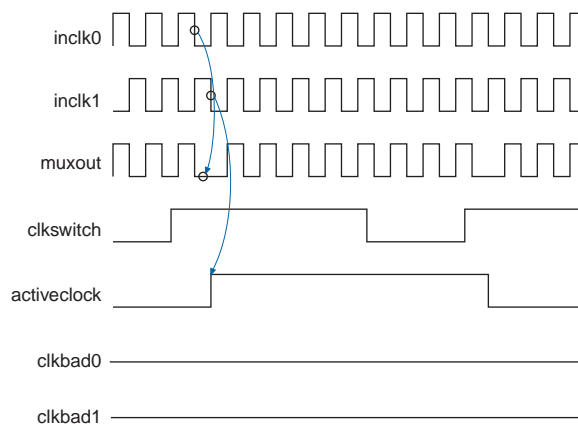 inclk0
inclk1
muxout
clkswitch
activeclock
clkbad0
clkbad1